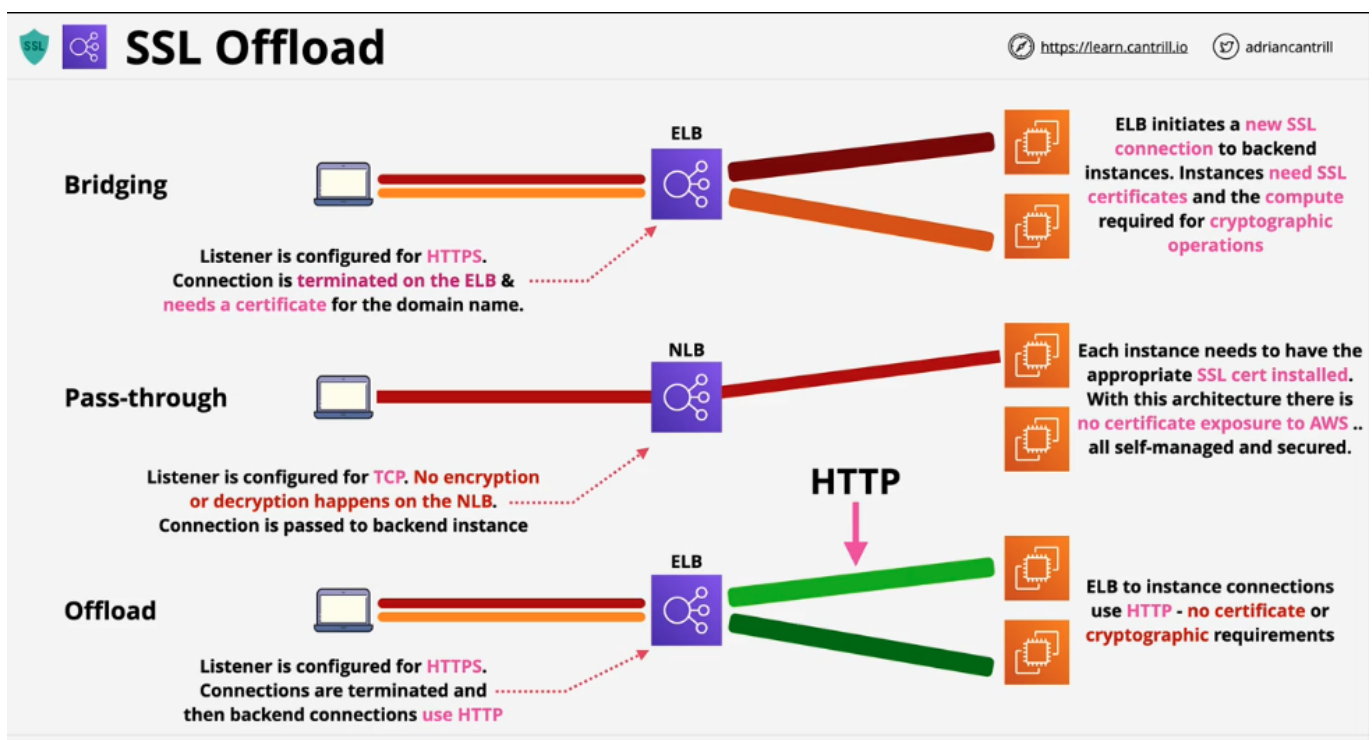 SSL
SSL Offload
https://learn.cantrill.io
adriancantrill
Bridging
ELB
Listener is configured for HTTPS.
Connection is terminated on the ELB &
needs a certificate for the domain name.
ELB initiates a new SSL
connection to backend
instances. Instances need SSL
certificates and the compute
required for cryptographic
operations
Pass-through
NLB
Listener is configured for TCP. No encryption
or decryption happens on the NLB.
Connection is passed to backend instance
Each instance needs to have the
appropriate SSL cert installed.
With this architecture there is
no certificate exposure to AWS ..
all self-managed and secured.
HTTP
Offload
ELB
Listener is configured for HTTPS.
Connections are terminated and
then backend connections use HTTP
ELB to instance connections
use HTTP - no certificate or
cryptographic requirements